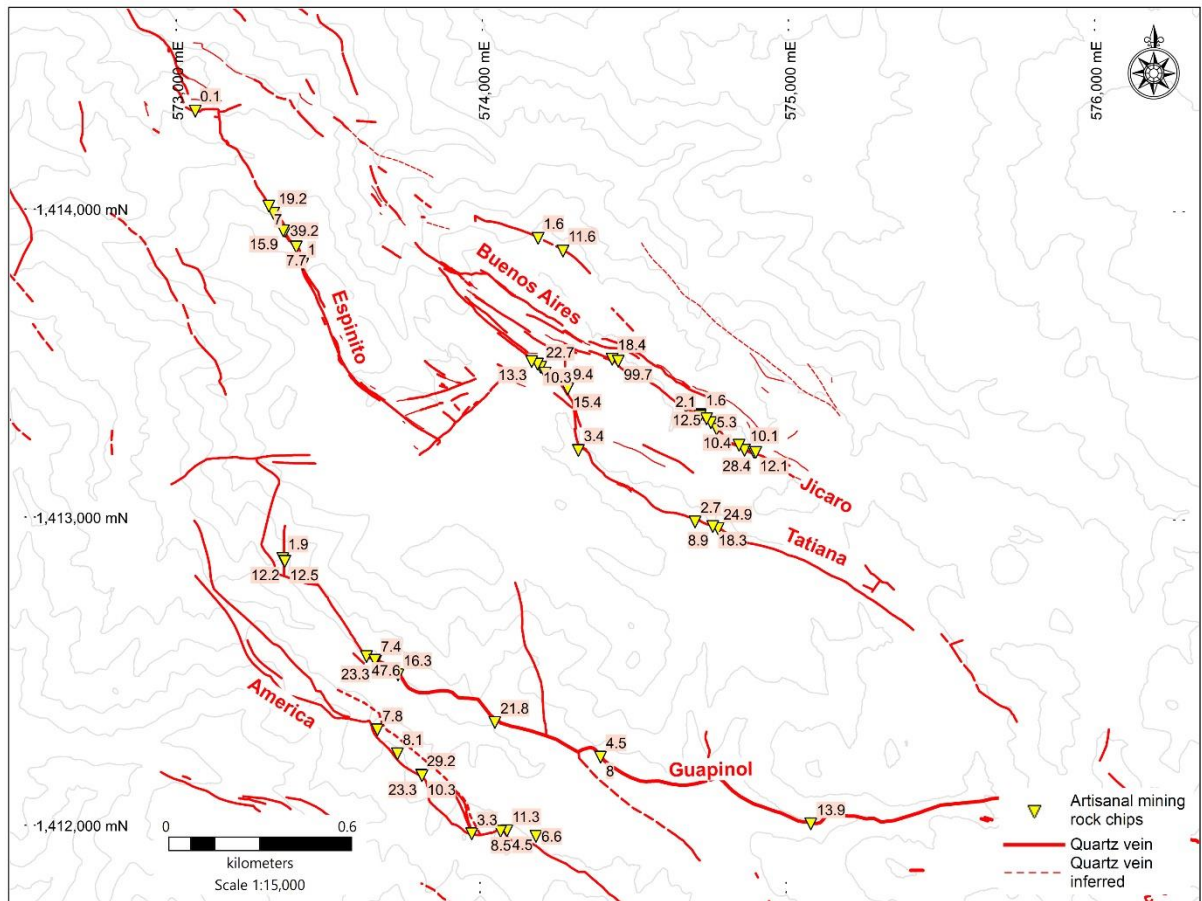 573,000 mE
574,000 mE
575,000 mE
576,000 mE
0.1
1,414,000 mN
19.2
7
39.2
15.9
1
7.7
Espinito
1.6
11.6
Buenos Aires
22.7
13.3
10.3
9.4
15.4
18.4
99.7
3.4
2.1
1.6
12.5
5.3
10.4
10.1
28.4
12.1
Jicaro
1,413,000 mN
2.7
24.9
8.9
18.3
Tatiana
1.9
12.2
12.5
7.4
16.3
23.3
47.6
America
7.8
21.8
8.1
4.5
8
29.2
23.3
10.3
Guapinol
13.9
1,412,000 mN
3.3
11.3
8.5
4.5
6.6
0
0.6
kilometers
Scale 1:15,000
Artisanal mining
rock chips
Quartz vein
Quartz vein
inferred